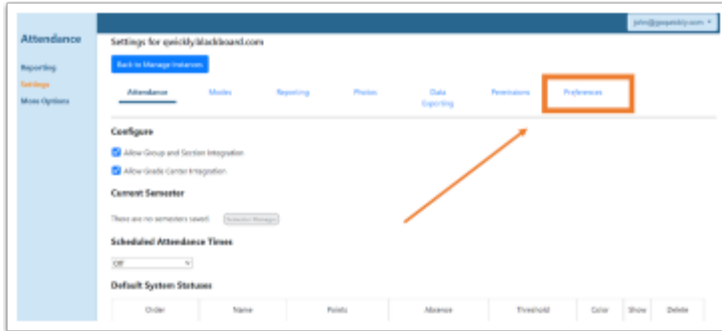 john@goqwickly.com
Attendance
Settings for qwickly.blackboard.com
Back to Manage Instances
Reporting
Settings
More Options
Attendance Modes Reporting Photos Data Exporting Permissions Preferences
Configure
Allow Group and Section Integration
Allow Grade Center Integration
Current Semester
There are no semesters saved. Semester Manager
Scheduled Attendance Times
Off
Default System Statuses
Order Name Points Absence Threshold Color Show Delete